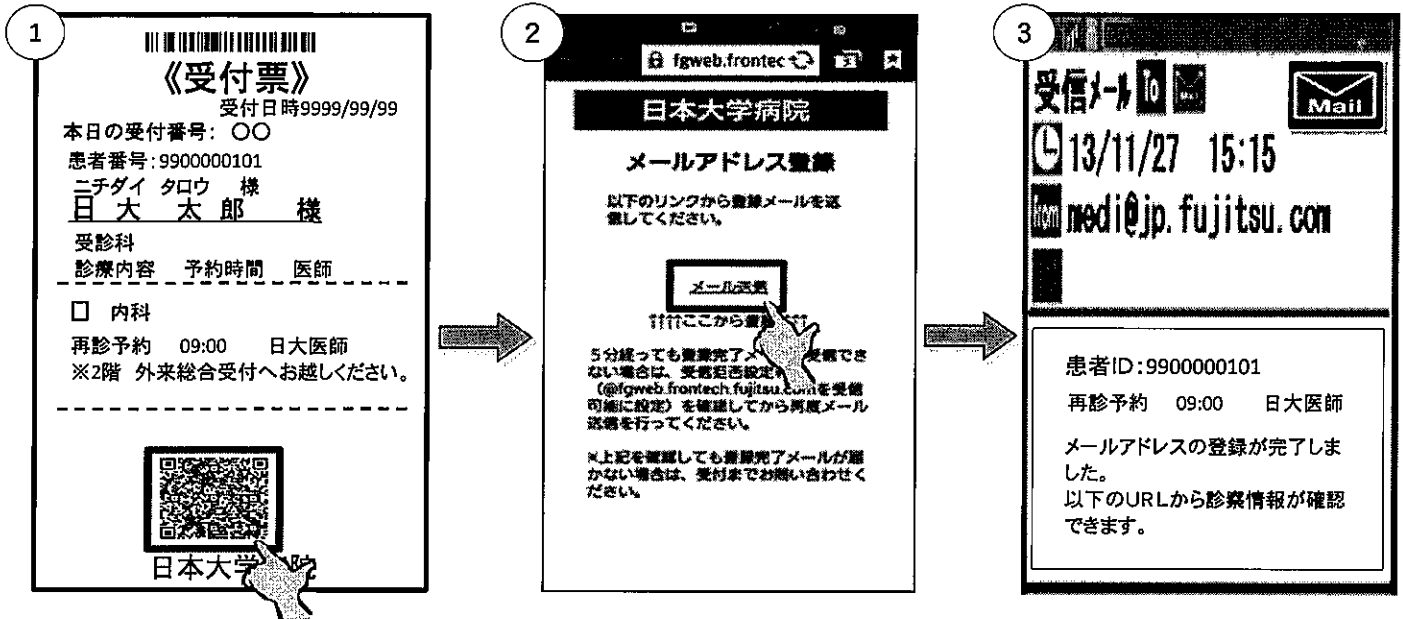 1
《受付票》
受付日時9999/99/99
本日の受付番号: 〇〇
患者番号:9900000101
ニチダイ タロウ 様
日 大 太 郎 様
受診科
診療内容 予約時間 医師
□ 内科
再診予約 09:00 日大医師
※2階 外来総合受付へお越しください。
日本大学病院
2
fgweb.frontec
日本大学病院
メールアドレス登録
以下のリンクから登録メールを送
信してください。
メール送信
↑↑↑↑ここから登録
5分経っても登録完了メールが受信でき
ない場合は、受信拒否設定
(@fgweb.frontech.fujitsu.comを受信
可能に設定)を確認してから再度メール
送信を行ってください。
※上記を確認しても登録完了メールが届
かない場合は、受付までお問い合わせく
ださい。
3
受信メール To
Mail
13/11/27 15:15
From medi@jp.fujitsu.com
患者ID:9900000101
再診予約 09:00 日大医師
メールアドレスの登録が完了しま
した。
以下のURLから診察情報が確認
できます。